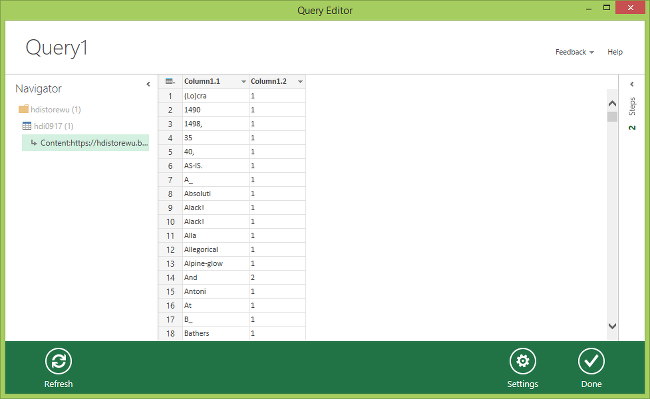 Query Editor
Query1
Feedback
Help
Navigator
hdistorewu (1)
hdi0917 (1)
Content:https://hdistorewu.b...
Column1.1 Column1.2
1 (Lo)cra 1
2 1490 1
3 1498, 1
4 35 1
5 40, 1
6 AS-IS. 1
7 A_ 1
8 Absoluti 1
9 Alack! 1
10 Alack! 1
11 Alla 1
12 Allegorical 1
13 Alpine-glow 1
14 And 2
15 Antoni 1
16 At 1
17 B_ 1
18 Bathers 1
2 Steps
Refresh
Settings
Done